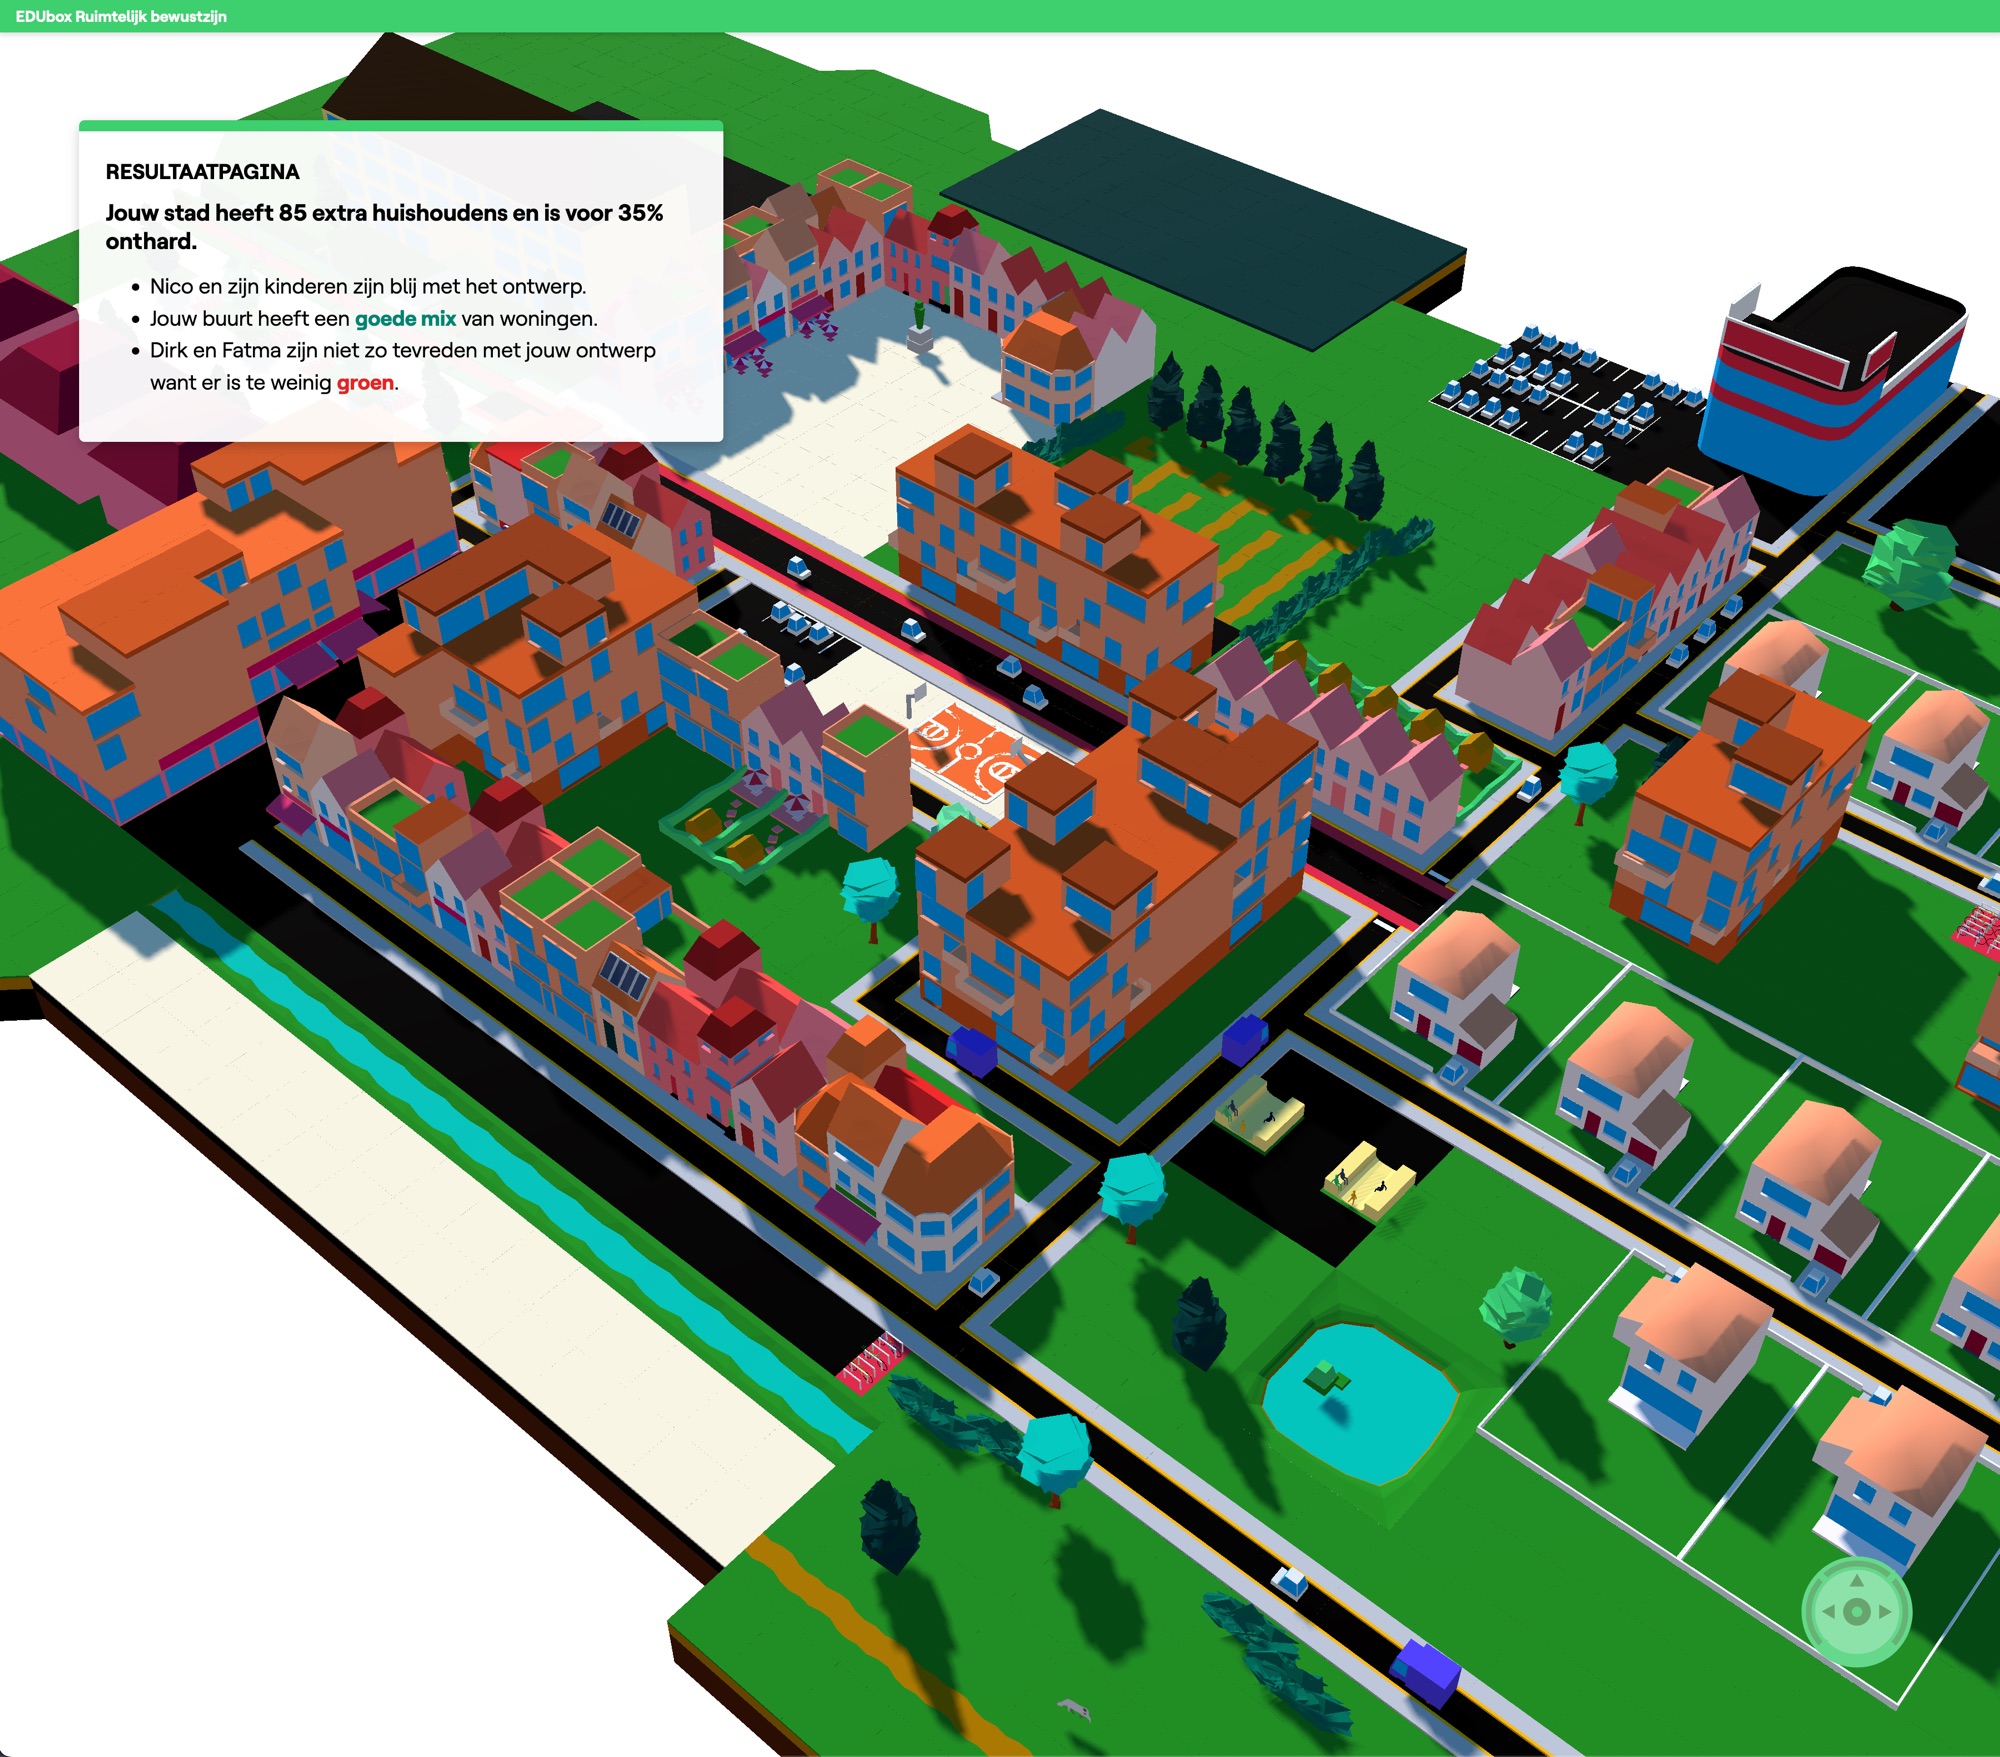 EDUbox Ruimtelijk bewustzijn
RESULTAATPAGINA
Jouw stad heeft 85 extra huishoudens en is voor 35%
onthard.
• Nico en zijn kinderen zijn blij met het ontwerp.
• Jouw buurt heeft een goede mix van woningen.
• Dirk en Fatma zijn niet zo tevreden met jouw ontwerp
want er is te weinig groen.